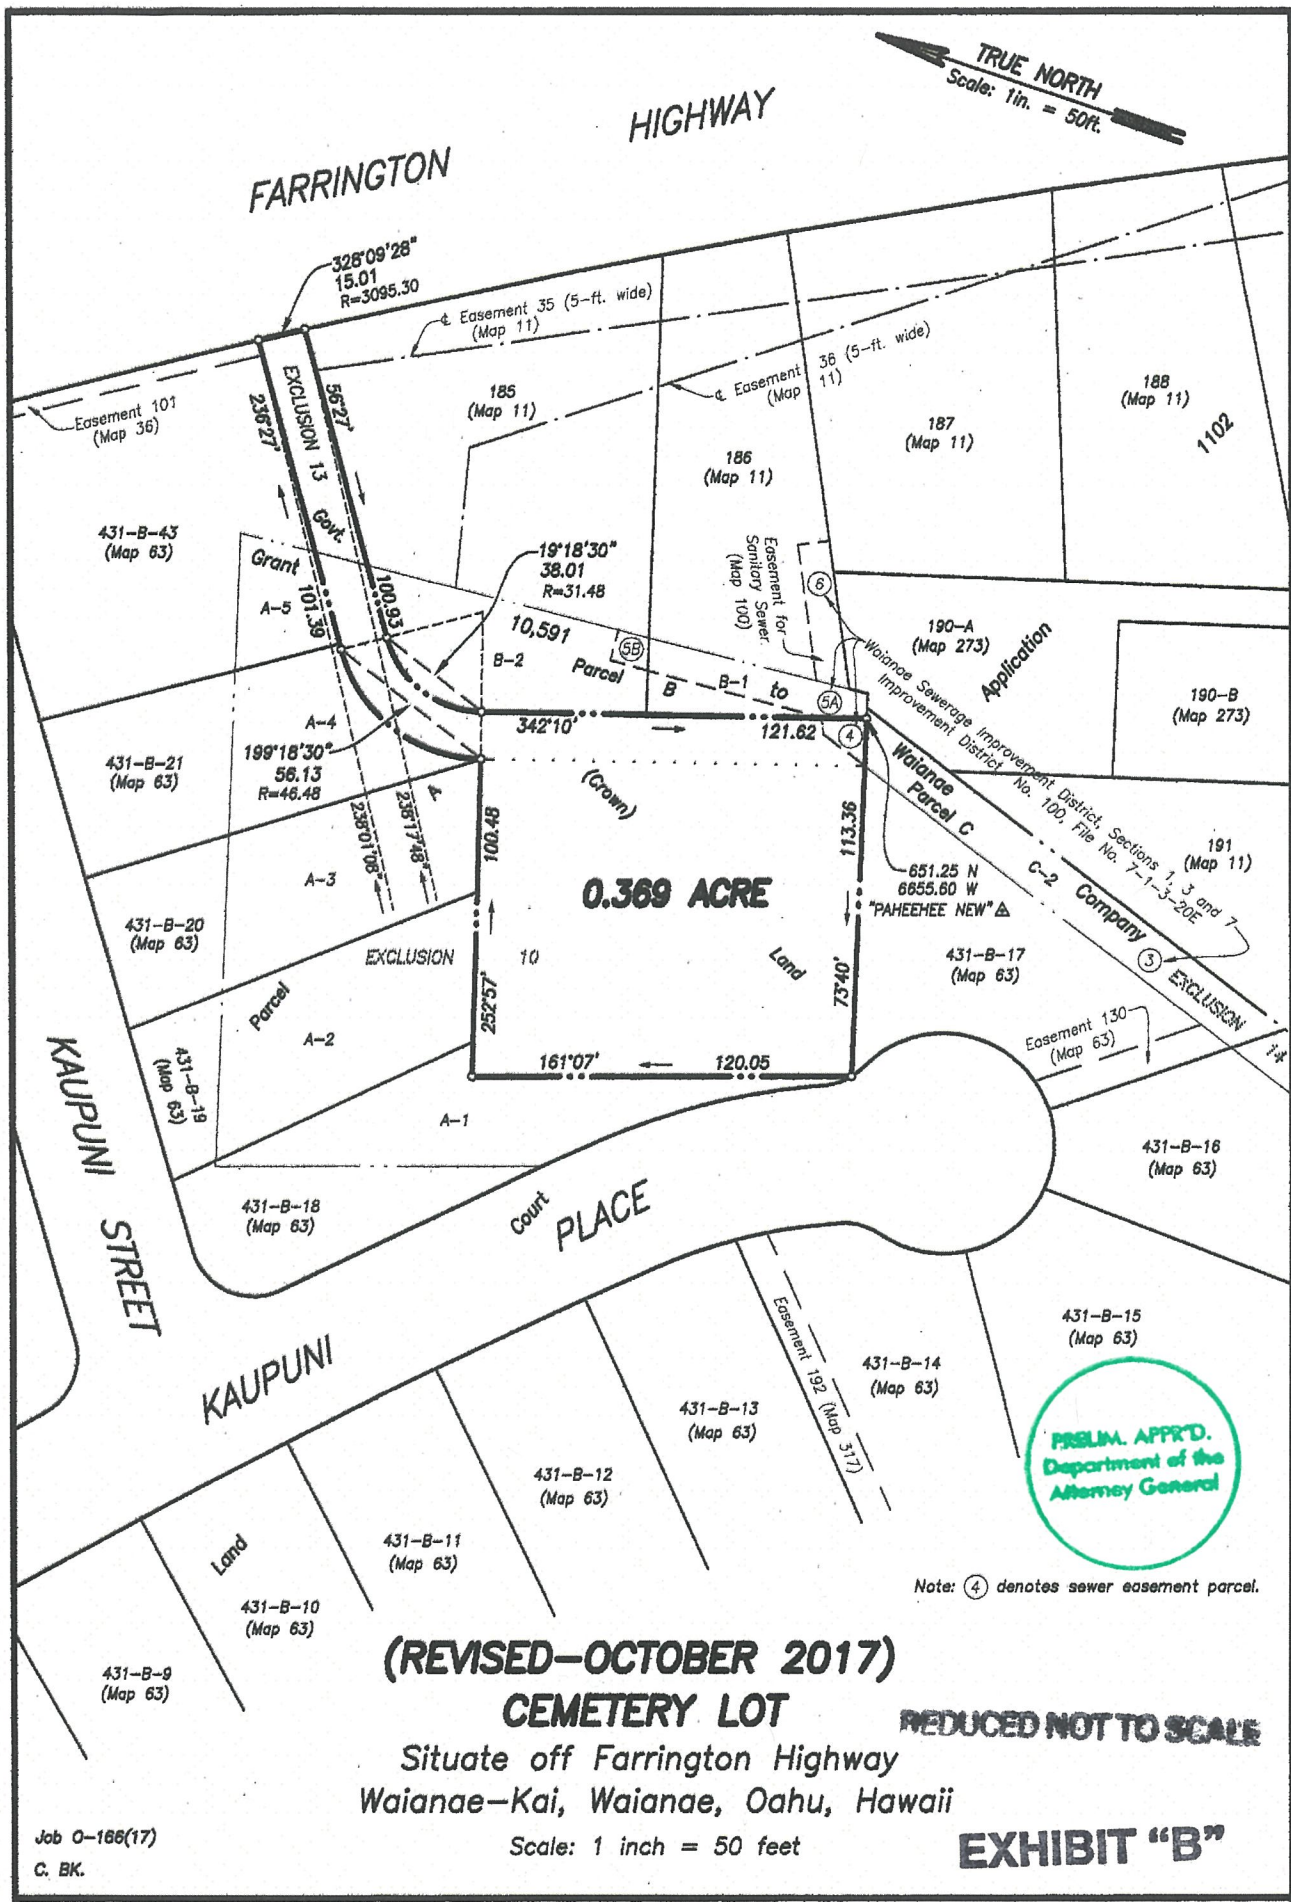 TRUE NORTH
Scale: 1in. = 50ft.
FARRINGTON HIGHWAY
328°09'28"
15.01
R=3095.30
℄ Easement 35 (5-ft. wide)
(Map 11)
℄ Easement 36 (5-ft. wide)
(Map 11)
Easement 101
(Map 36)
236°27'
EXCLUSION 13
56°27'
185
(Map 11)
186
(Map 11)
187
(Map 11)
188
(Map 11)
1102
431-B-43
(Map 63)
Govt.
Grant
A-5
101.39
100.93
19°18'30"
38.01
R=31.48
10,591
Easement for
Sanitary Sewer
(Map 100)
6
5B
B-2
Parcel
B
B-1
to
5A
4
190-A
(Map 273)
Application
190-B
(Map 273)
Waianae Sewerage Improvement District, Sections 1, 3 and 7
Improvement District No. 100, File No. 7-1-3-20E
342°10'
121.62
A-4
431-B-21
(Map 63)
199°18'30"
56.13
R=46.48
A
238°01'08"
236°17'48"
(Crown)
100.48
113.36
Waianae
Parcel C
C-2
Company
3
EXCLUSION
14
191
(Map 11)
651.25 N
6655.60 W
"PAHEEHEE NEW"
0.369 ACRE
A-3
431-B-20
(Map 63)
EXCLUSION 10
Land
431-B-17
(Map 63)
73°40'
252°57'
Parcel
A-2
431-B-19
(Map 63)
Easement 130
(Map 63)
161°07'
120.05
A-1
KAUPUNI STREET
431-B-18
(Map 63)
Court
KAUPUNI PLACE
431-B-16
(Map 63)
431-B-15
(Map 63)
Easement 192 (Map 317)
431-B-14
(Map 63)
431-B-13
(Map 63)
431-B-12
(Map 63)
431-B-11
(Map 63)
Land
431-B-10
(Map 63)
431-B-9
(Map 63)
PRELIM. APPR'D.
Department of the
Attorney General
Note: 4 denotes sewer easement parcel.
(REVISED-OCTOBER 2017)
CEMETERY LOT
REDUCED NOT TO SCALE
Situate off Farrington Highway
Waianae-Kai, Waianae, Oahu, Hawaii
Scale: 1 inch = 50 feet
Job O-166(17)
C. BK.
EXHIBIT "B"